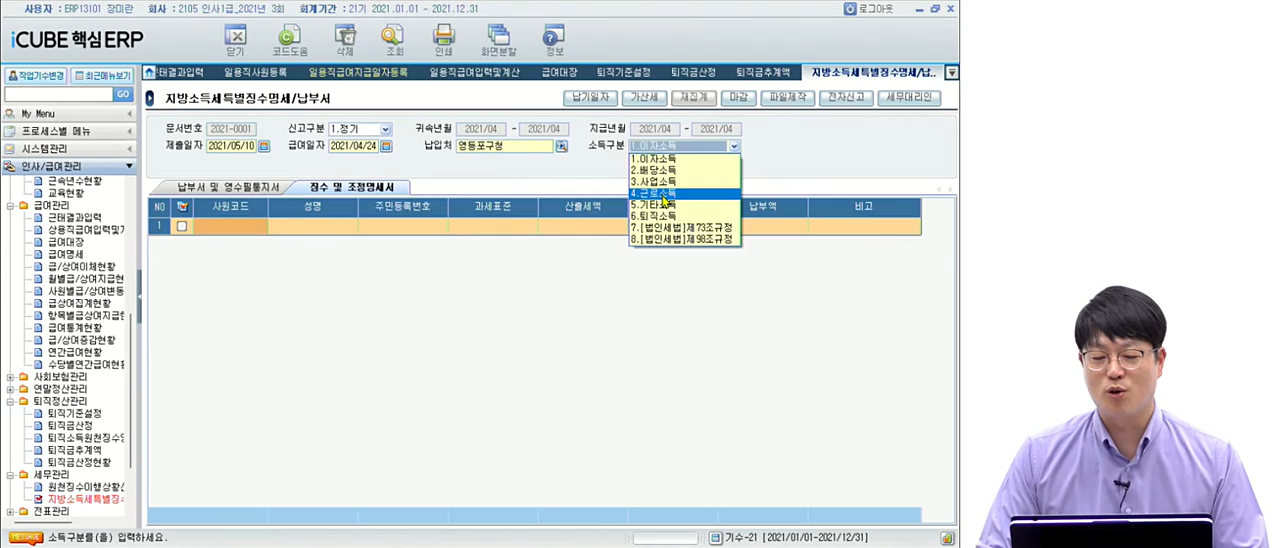 사용자 : ERP13I01 장미란 회사 : 2105 인사1급_2021년 3회 회계기간 : 21기 2021.01.01 ~ 2021.12.31 로그아웃
iCUBE 핵심ERP
닫기 코드도움 삭제 조회 인쇄 화면분할 정보
작업기수변경 최근메뉴보기
GO
태결과입력 일용직사원등록 일용직급여지급일자등록 일용직급여입력및계산 급여대장 퇴직기준설정 퇴직금산정 퇴직금추계액 지방소득세특별징수명세/납..
지방소득세특별징수명세/납부서
납기일자 가산세 재집계 마감 파일제작 전자신고 세무대리인
문서번호 2021-0001 신고구분 1.정기 귀속년월 2021/04 - 2021/04 지급년월 2021/04 - 2021/04
제출일자 2021/05/10 급여일자 2021/04/24 납입처 영등포구청 소득구분 1.이자소득
1.이자소득
2.배당소득
3.사업소득
4.근로소득
5.기타소득
6.퇴직소득
7.[법인세법]제73조규정
8.[법인세법]제98조규정
납부서 및 영수필통지서 징수 및 조정명세서
NO 사원코드 성명 주민등록번호 과세표준 산출세액 납부액 비고
1
My Menu
프로세스별 메뉴
시스템관리
인사/급여관리
근속년수현황
교육현황
급여관리
근태결과입력
상용직급여입력및
급여대장
급여명세
급/상여이체현황
월별급/상여지급현
사원별급/상여변동
급상여집계현황
항목별급상여지급
급여통계현황
급/상여증감현황
연간급여현황
수당별연간급여현
사회보험관리
연말정산관리
퇴직정산관리
퇴직기준설정
퇴직금산정
퇴직소득원천징수
퇴직금추계액
퇴직금산정현황
세무관리
원천징수이행상황
지방소득세특별징수
전표관리
MESSAGE 소득구분를(을) 입력하세요.
기수-21 [2021/01/01-2021/12/31]